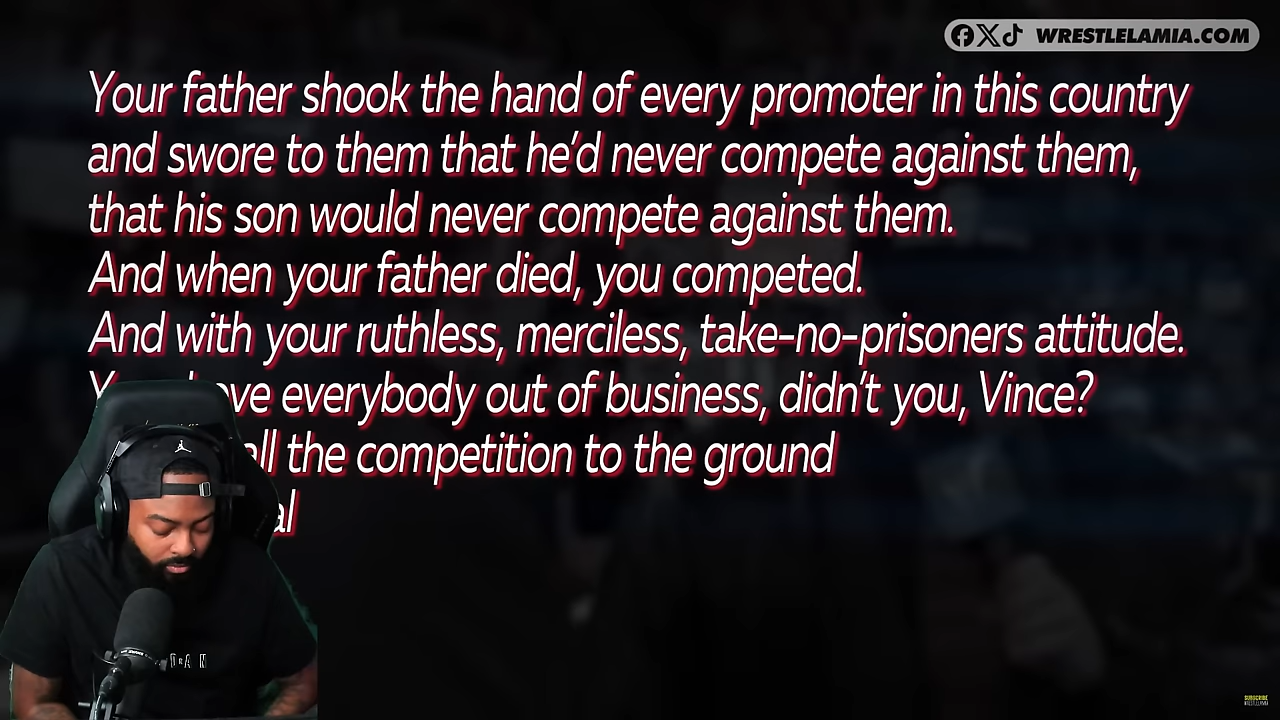 WRESTLELAMIA.COM
Your father shook the hand of every promoter in this country
and swore to them that he'd never compete against them,
that his son would never compete against them.
And when your father died, you competed.
And with your ruthless, merciless, take-no-prisoners attitude.
everybody out of business, didn't you, Vince?
all the competition to the ground
SUBSCRIBE
WRESTLELAMIA